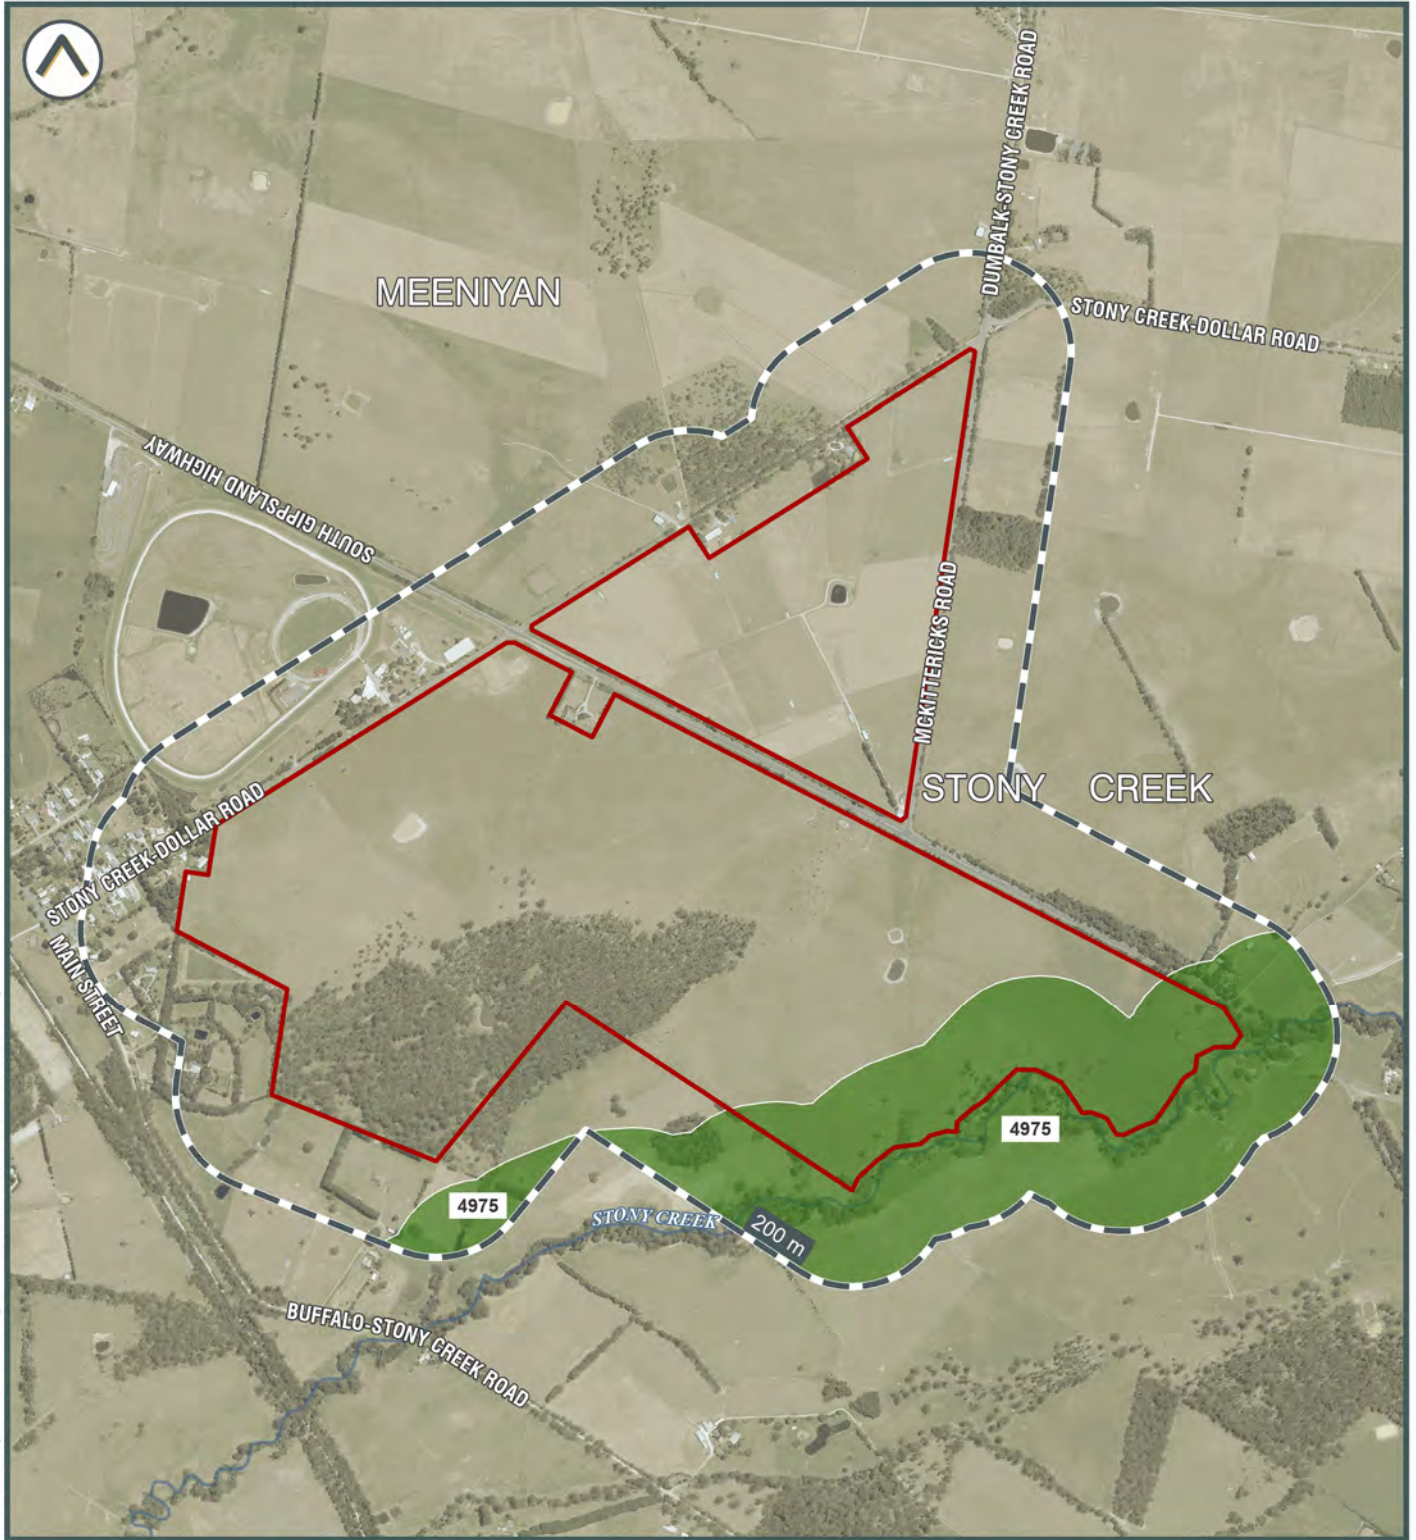 DUMBALK-STONY CREEK ROAD
MEENIYAN
STONY CREEK-DOLLAR ROAD
SOUTH GIPPSLAND HIGHWAY
MCKITTERICKS ROAD
STONY CREEK
STONY CREEK-DOLLAR ROAD
MAIN STREET
4975
4975
STONY CREEK
200 m
BUFFALO-STONY CREEK ROAD